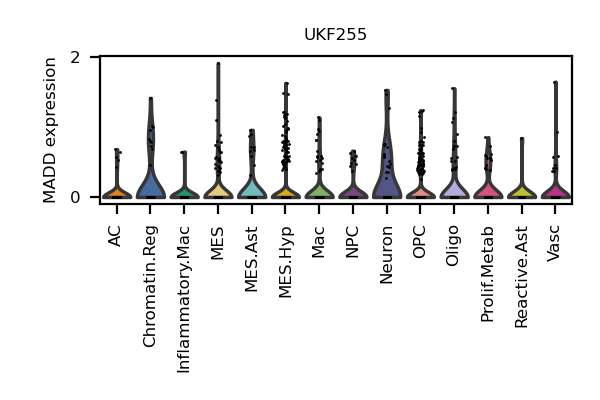 UKF255
MADD expression
2
0
AC
Chromatin.Reg
Inflammatory.Mac
MES
MES.Ast
MES.Hyp
Mac
NPC
Neuron
OPC
Oligo
Prolif.Metab
Reactive.Ast
Vasc